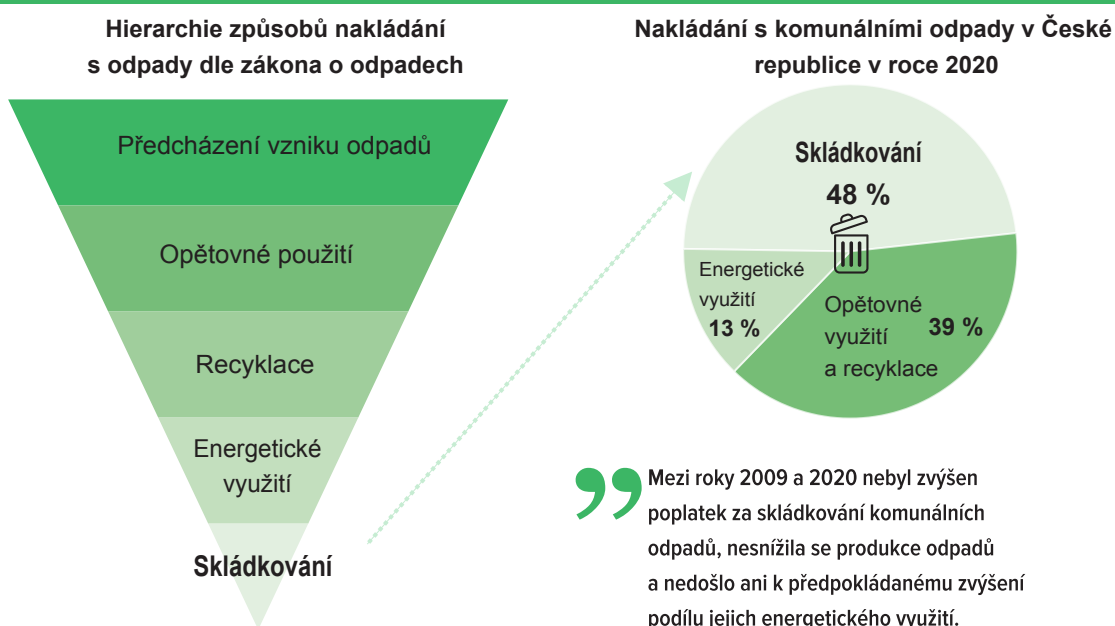 Hierarchie způsobů nakládání
s odpady dle zákona o odpadech
Předcházení vzniku odpadů
Opětovné použití
Recyklace
Energetické
využití
Skládkování
Nakládání s komunálními odpady v České
republice v roce 2020
Skládkování
48 %
Energetické
využití
13 %
Opětovné
využití
a recyklace
39 %
Mezi roky 2009 a 2020 nebyl zvýšen
poplatek za skládkování komunálních
odpadů, nesnížila se produkce odpadů
a nedošlo ani k předpokládanému zvýšení
podílu jejich energetického využití.